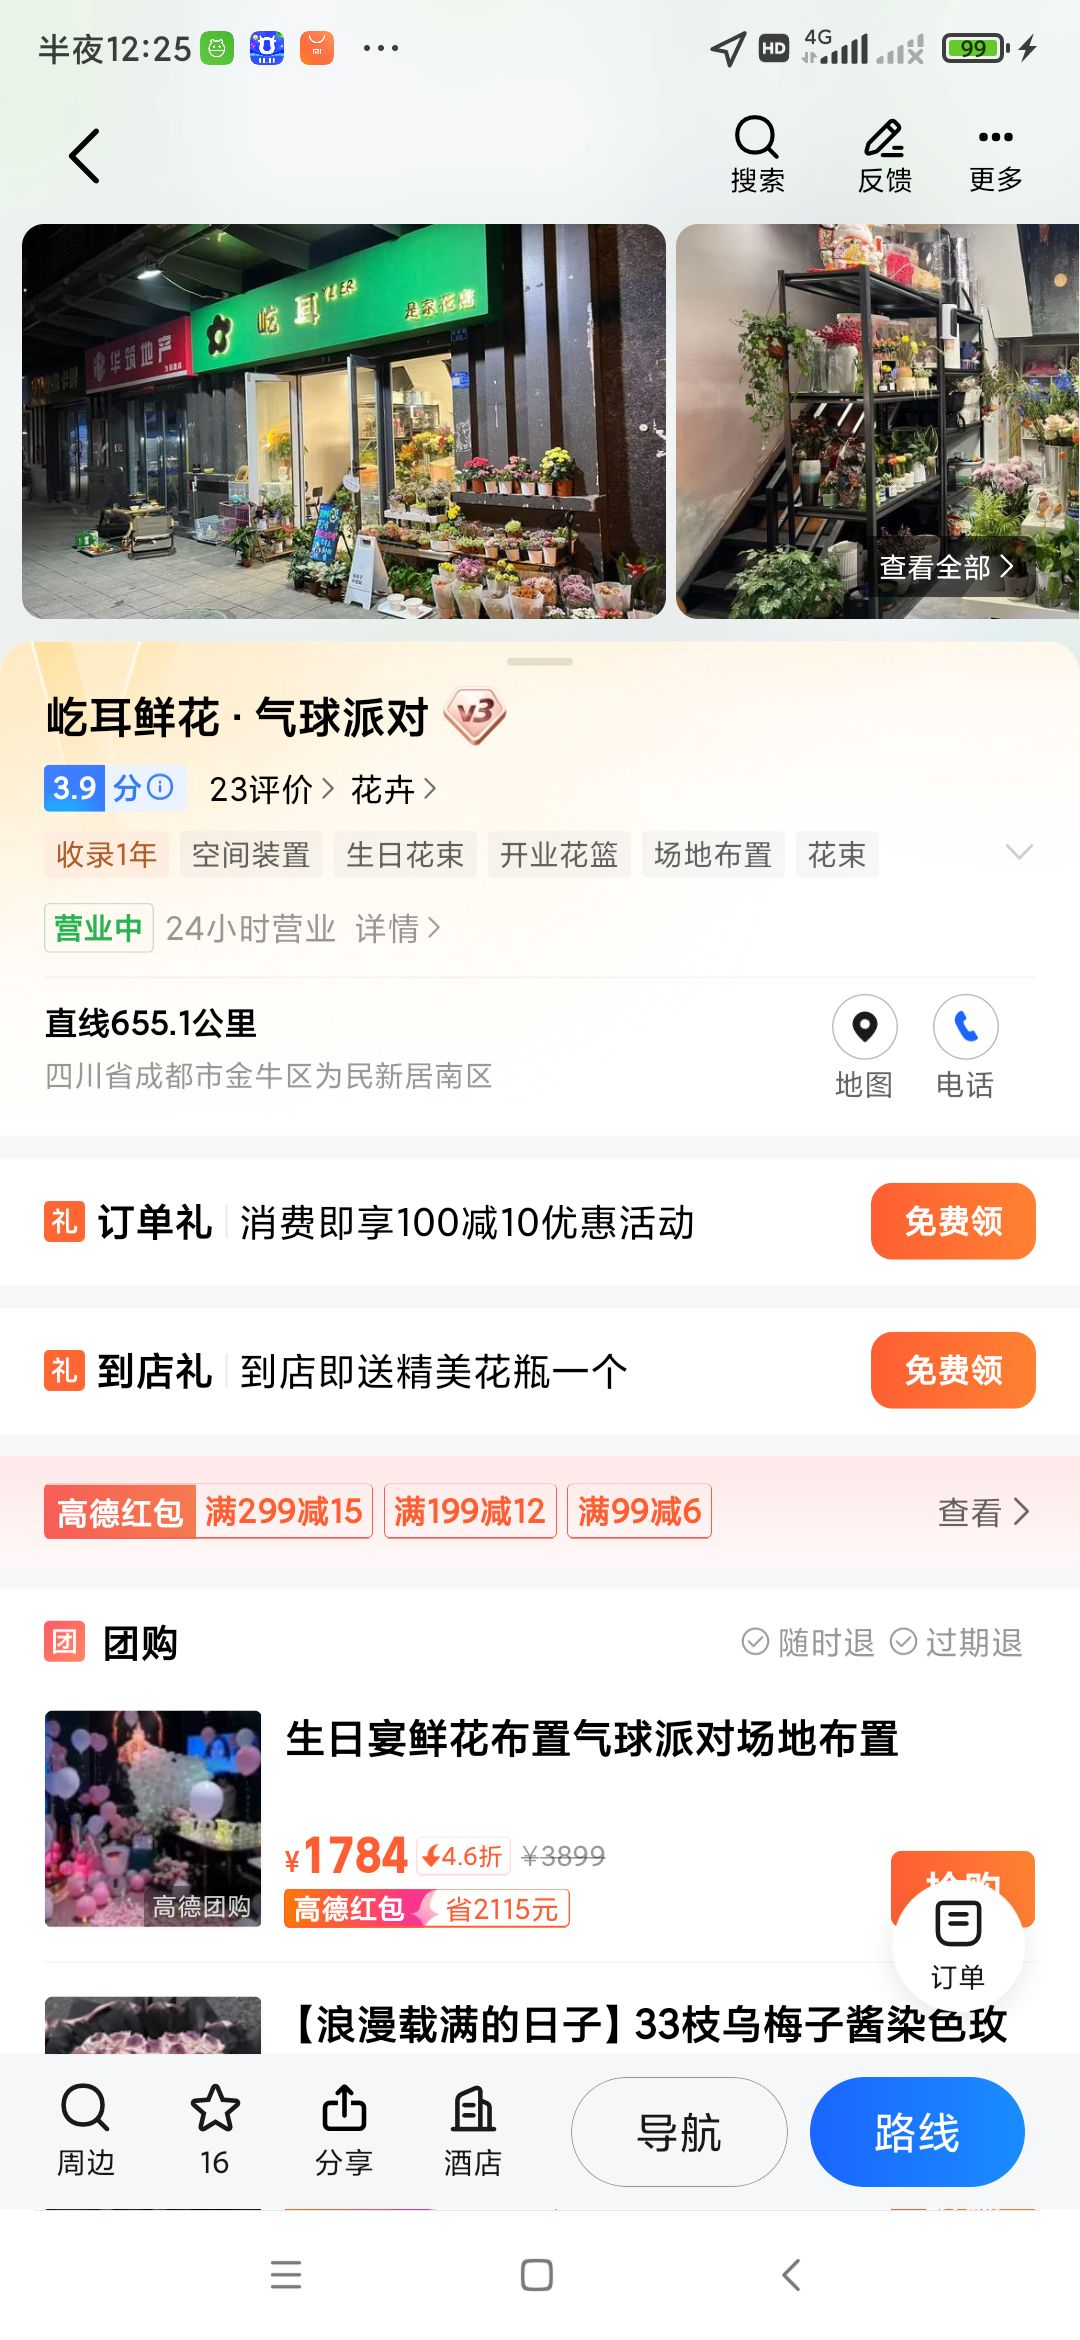 半夜12:25
HD 4G 99
搜索 反馈 更多
屹耳 YIER 是家花店
华筑地产
查看全部
屹耳鲜花·气球派对 v3
3.9分 23评价 花卉
收录1年 空间装置 生日花束 开业花篮 场地布置 花束
营业中 24小时营业 详情
直线655.1公里
四川省成都市金牛区为民新居南区
地图 电话
礼 订单礼 消费即享100减10优惠活动 免费领
礼 到店礼 到店即送精美花瓶一个 免费领
高德红包 满299减15 满199减12 满99减6 查看
团 团购 随时退 过期退
生日宴鲜花布置气球派对场地布置
¥1784 4.6折 ¥3899
高德红包 省2115元
高德团购
抢购
订单
【浪漫载满的日子】33枝乌梅子酱染色玫
周边 16 分享 酒店 导航 路线